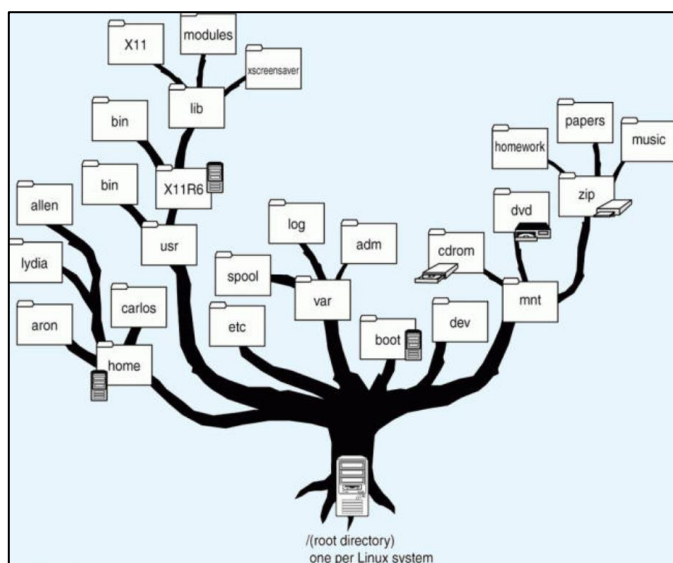 X11
modules
xscreensaver
bin
lib
papers
homework
music
allen
bin
X11R6
zip
log
dvd
lydia
usr
adm
cdrom
spool
var
mnt
aron
carlos
etc
boot
dev
home
/(root directory)
one per Linux system